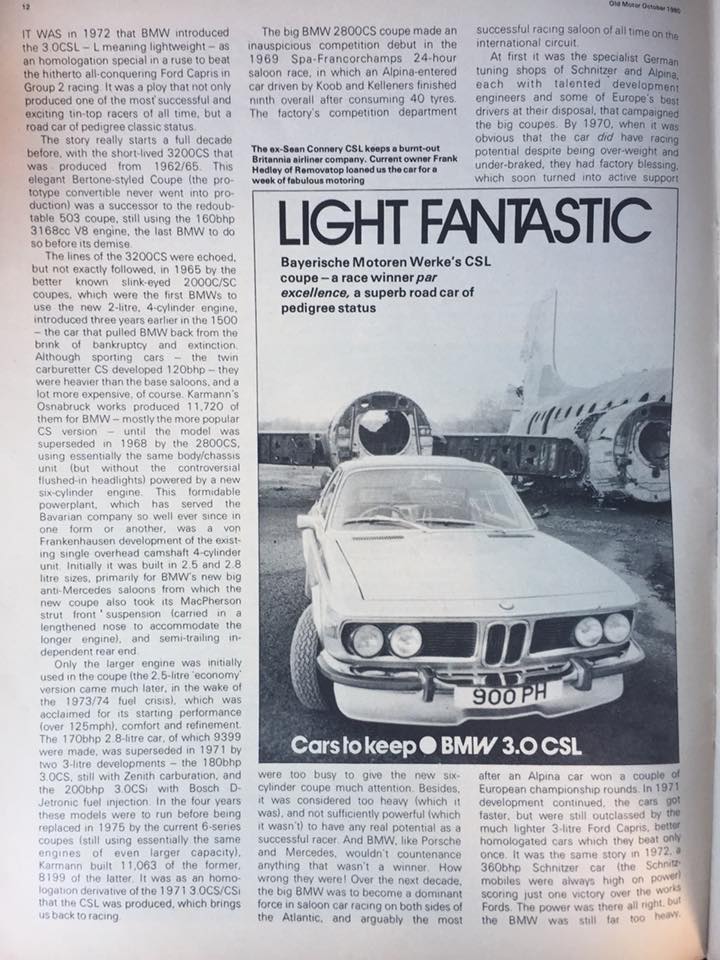 12
Old Motor October 1980
IT WAS in 1972 that BMW introduced
the 3.0CSL – L meaning lightweight – as
an homologation special in a ruse to beat
the hitherto all-conquering Ford Capris in
Group 2 racing. It was a ploy that not only
produced one of the most successful and
exciting tin-top racers of all time, but a
road car of pedigree classic status.
The story really starts a full decade
before, with the short-lived 3200CS that
was produced from 1962/65. This
elegant Bertone-styled Coupe (the pro-
totype convertible never went into pro-
duction) was a successor to the redoub-
table 503 coupe, still using the 160bhp
3168cc V8 engine, the last BMW to do
so before its demise.
The lines of the 3200CS were echoed,
but not exactly followed, in 1965 by the
better known slink-eyed 2000C/SC
coupes, which were the first BMWs to
use the new 2-litre, 4-cylinder engine,
introduced three years earlier in the 1500
– the car that pulled BMW back from the
brink of bankruptcy and extinction.
Although sporting cars – the twin
carburetter CS developed 120bhp – they
were heavier than the base saloons, and a
lot more expensive, of course. Karmann's
Osnabruck works produced 11,720 of
them for BMW – mostly the more popular
CS version – until the model was
superseded in 1968 by the 2800CS,
using essentially the same body/chassis
unit (but without the controversial
flushed-in headlights) powered by a new
six-cylinder engine. This formidable
powerplant, which has served the
Bavarian company so well ever since in
one form or another, was a von
Frankenhausen development of the exist-
ing single overhead camshaft 4-cylinder
unit. Initially it was built in 2.5 and 2.8
litre sizes, primarily for BMW's new big
anti-Mercedes saloons from which the
new coupe also took its MacPherson
strut front suspension (carried in a
lengthened nose to accommodate the
longer engine), and semi-trailing in-
dependent rear end.
Only the larger engine was initially
used in the coupe (the 2.5-litre 'economy'
version came much later, in the wake of
the 1973/74 fuel crisis), which was
acclaimed for its starting performance
(over 125mph), comfort and refinement.
The 170bhp 2.8-litre car, of which 9399
were made, was superseded in 1971 by
two 3-litre developments – the 180bhp
3.0CS, still with Zenith carburation, and
the 200bhp 3.0CSi with Bosch D-
Jetronic fuel injection. In the four years
these models were to run before being
replaced in 1975 by the current 6-series
coupes (still using essentially the same
engines of even larger capacity),
Karmann built 11,063 of the former,
8199 of the latter. It was as an homo-
logation derivative of the 1971 3.0CS/CSi
that the CSL was produced, which brings
us back to racing.
The big BMW 2800CS coupe made an
inauspicious competition debut in the
1969 Spa-Francorchamps 24-hour
saloon race, in which an Alpina-entered
car driven by Koob and Kelleners finished
ninth overall after consuming 40 tyres.
The factory's competition department
The ex-Sean Connery CSL keeps a burnt-out
Britannia airliner company. Current owner Frank
Hedley of Removatop loaned us the car for a
week of fabulous motoring
LIGHT FANTASTIC
Bayerische Motoren Werke's CSL
coupe – a race winner par
excellence, a superb road car of
pedigree status
900 PH
Cars to keep ● BMW 3.0 CSL
were too busy to give the new six-
cylinder coupe much attention. Besides,
it was considered too heavy (which it
was), and not sufficiently powerful (which
it wasn't) to have any real potential as a
successful racer. And BMW, like Porsche
and Mercedes, wouldn't countenance
anything that wasn't a winner. How
wrong they were! Over the next decade,
the big BMW was to become a dominant
force in saloon car racing on both sides of
the Atlantic, and arguably the most
successful racing saloon of all time on the
international circuit.
At first it was the specialist German
tuning shops of Schnitzer and Alpina,
each with talented development
engineers and some of Europe's best
drivers at their disposal, that campaigned
the big coupes. By 1970, when it was
obvious that the car did have racing
potential despite being over-weight and
under-braked, they had factory blessing,
which soon turned into active support
after an Alpina car won a couple of
European championship rounds. In 1971
development continued, the cars got
faster, but were still outclassed by the
much lighter 3-litre Ford Capris, better
homologated cars which they beat only
once. It was the same story in 1972, a
360bhp Schnitzer car (the Schnitz-
mobiles were always high on power)
scoring just one victory over the works
Fords. The power was there all right, but
the BMW was still far too heavy.